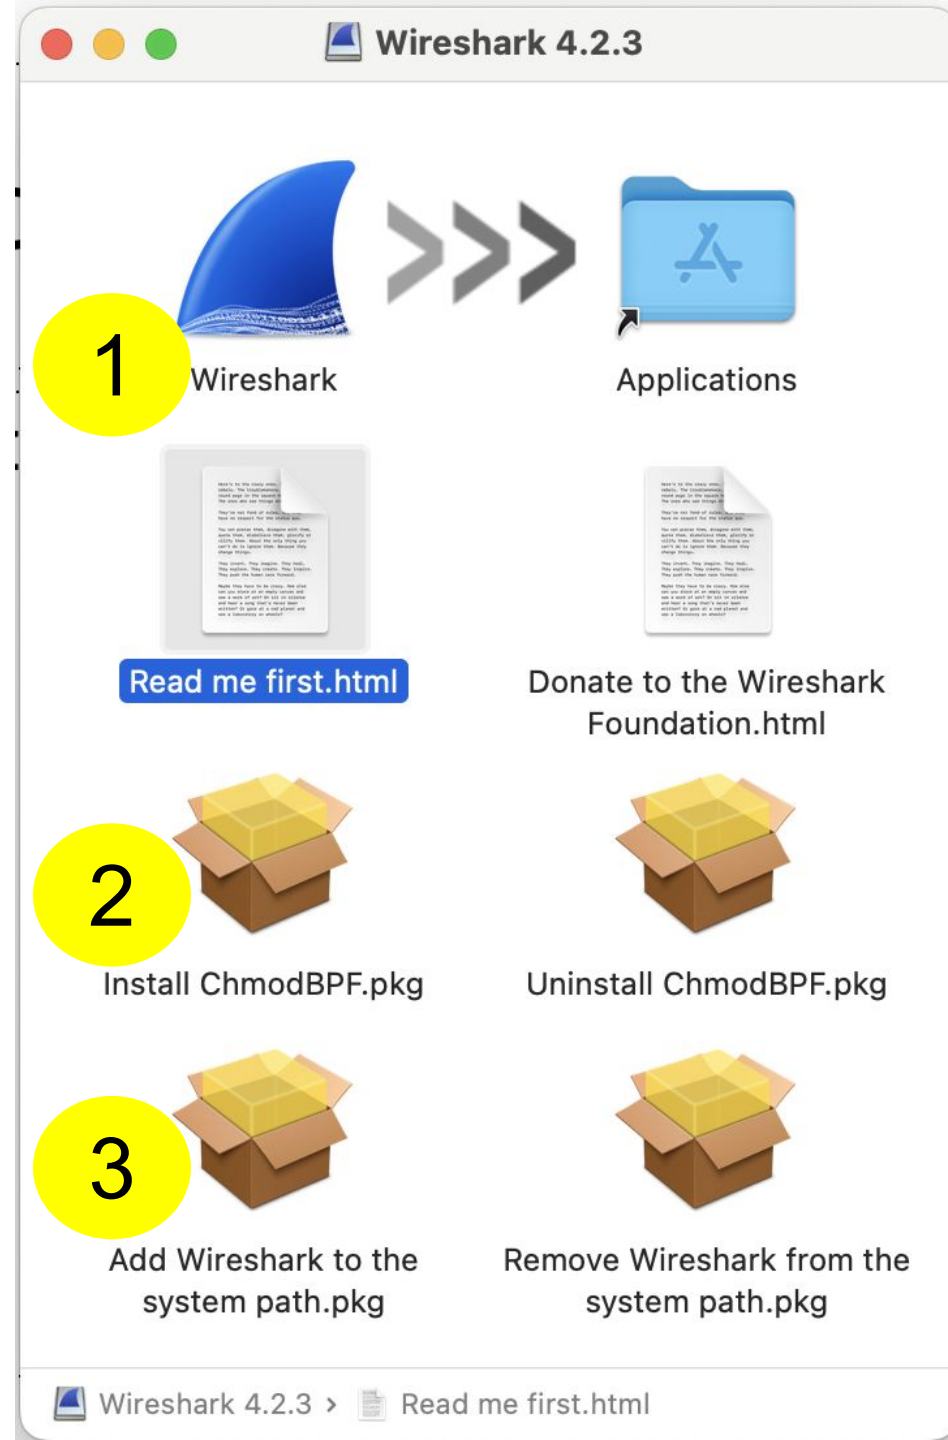 Wireshark 4.2.3
1
Wireshark
Applications
Read me first.html
Donate to the Wireshark
Foundation.html
2
Install ChmodBPF.pkg
Uninstall ChmodBPF.pkg
3
Add Wireshark to the
system path.pkg
Remove Wireshark from the
system path.pkg
Wireshark 4.2.3 › Read me first.html